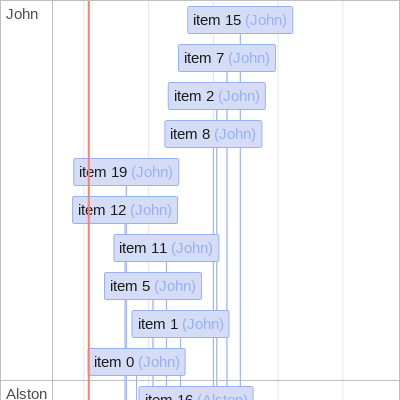 John
item 15 (John)
item 7 (John)
item 2 (John)
item 8 (John)
item 19 (John)
item 12 (John)
item 11 (John)
item 5 (John)
item 1 (John)
item 0 (John)
Alston
item 16 (Alston)